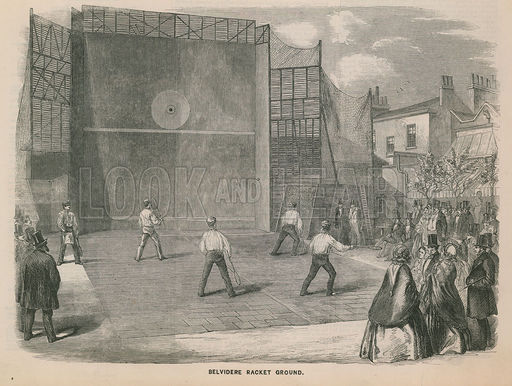 LOOK AND LEARN
BELVIDERE RACKET GROUND.